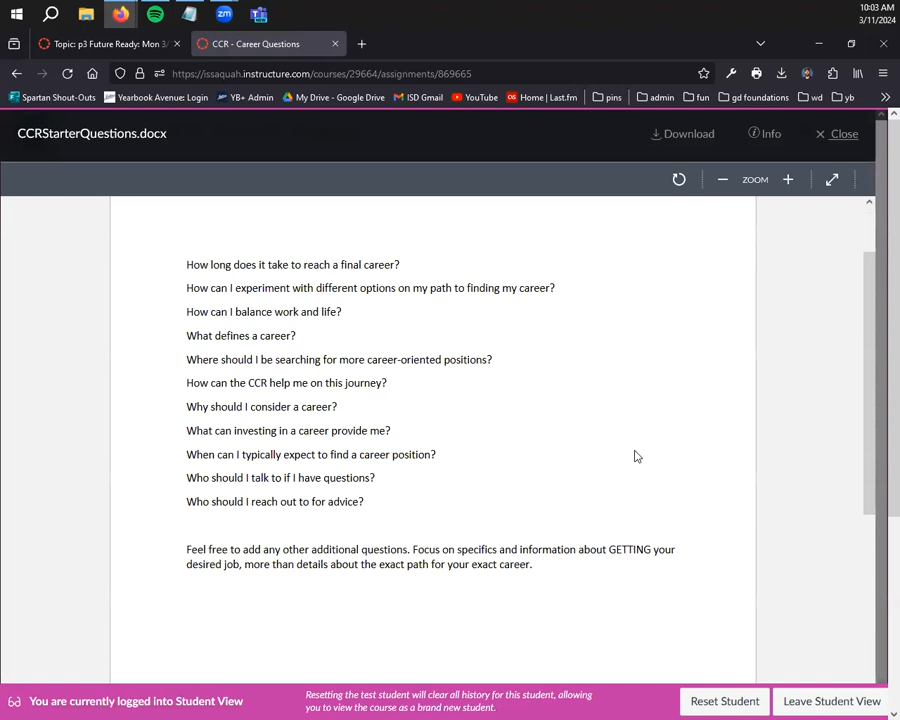 10:03 AM
3/11/2024
Topic: p3 Future Ready: Mon 3/
CCR - Career Questions
https://issaquah.instructure.com/courses/29664/assignments/869665
Spartan Shout-Outs
Yearbook Avenue: Login
YB+ Admin
My Drive - Google Drive
ISD Gmail
YouTube
Home | Last.fm
pins
admin
fun
gd foundations
wd
yb
CCRStarterQuestions.docx
Download
Info
Close
ZOOM
How long does it take to reach a final career?
How can I experiment with different options on my path to finding my career?
How can I balance work and life?
What defines a career?
Where should I be searching for more career-oriented positions?
How can the CCR help me on this journey?
Why should I consider a career?
What can investing in a career provide me?
When can I typically expect to find a career position?
Who should I talk to if I have questions?
Who should I reach out to for advice?
Feel free to add any other additional questions. Focus on specifics and information about GETTING your
desired job, more than details about the exact path for your exact career.
You are currently logged into Student View
Resetting the test student will clear all history for this student, allowing
you to view the course as a brand new student.
Reset Student
Leave Student View